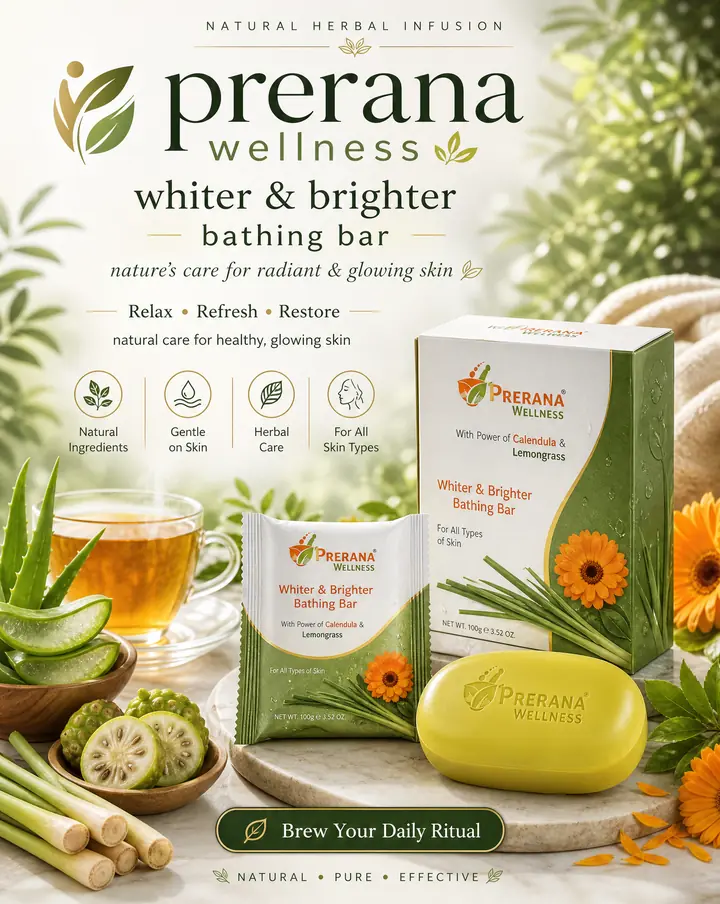 NATURAL HERBAL INFUSION
prerana
wellness
whiter & brighter
bathing bar
nature's care for radiant & glowing skin
Relax • Refresh • Restore
natural care for healthy, glowing skin
Natural
Ingredients
Gentle
on Skin
Herbal
Care
For All
Skin Types
PRERANA
WELLNESS
PRERANA®
WELLNESS
With Power of Calendula &
Lemongrass
Whiter & Brighter
Bathing Bar
For All Types
of Skin
NET WT. 100g e 3.52 OZ.
PRERANA®
WELLNESS
Whiter & Brighter
Bathing Bar
With Power of Calendula &
Lemongrass
For All Types of Skin
NET WT. 100g e 3.52 OZ.
PRERANA®
WELLNESS
Brew Your Daily Ritual
NATURAL • PURE • EFFECTIVE